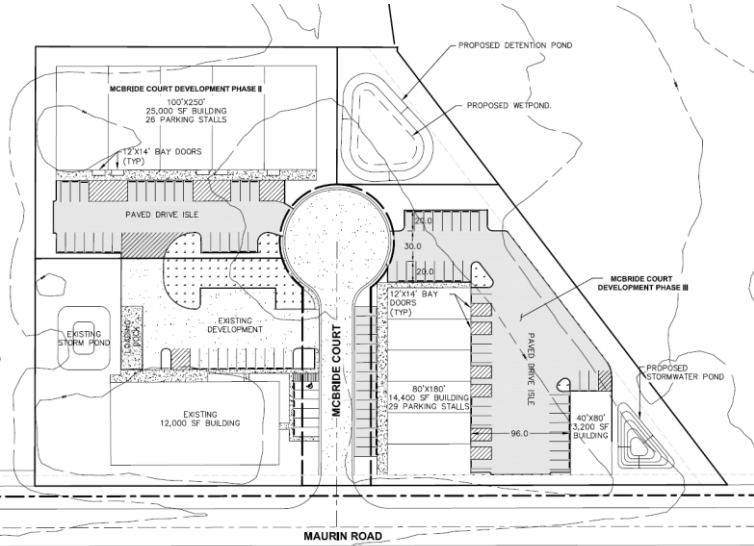 PROPOSED DETENTION POND
MCBRIDE COURT DEVELOPMENT PHASE II
100'X250'
25,000 SF BUILDING
26 PARKING STALLS
PROPOSED WETPOND.
12'X14' BAY DOORS
(TYP)
PAVED DRIVE ISLE
20.0
30.0
20.0
MCBRIDE COURT
DEVELOPMENT PHASE III
12'X14' BAY
DOORS
(TYP)
EXISTING
STORM POND
LOADING
DOCK
EXISTING
DEVELOPMENT
MCBRIDE COURT
PAVED DRIVE ISLE
PROPOSED
STORMWATER POND
80'X180'
14,400 SF BUILDING
29 PARKING STALLS
EXISTING
12,000 SF BUILDING
96.0
40'X80'
3,200 SF
BUILDING
MAURIN ROAD